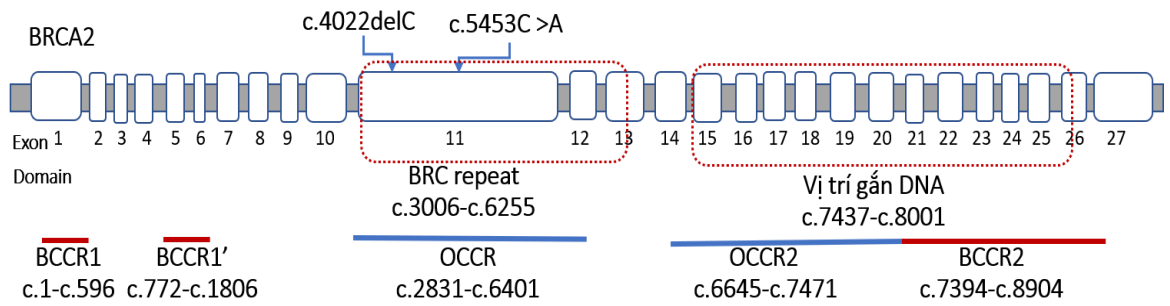 c.4022delC c.5453C >A
BRCA2
Exon 1 2 3 4 5 6 7 8 9 10 11 12 13 14 15 16 17 18 19 20 21 22 23 24 25 26 27
Domain
BRC repeat Vị trí gắn DNA
c.3006-c.6255 c.7437-c.8001
BCCR1 BCCR1’ OCCR OCCR2 BCCR2
c.1-c.596 c.772-c.1806 c.2831-c.6401 c.6645-c.7471 c.7394-c.8904